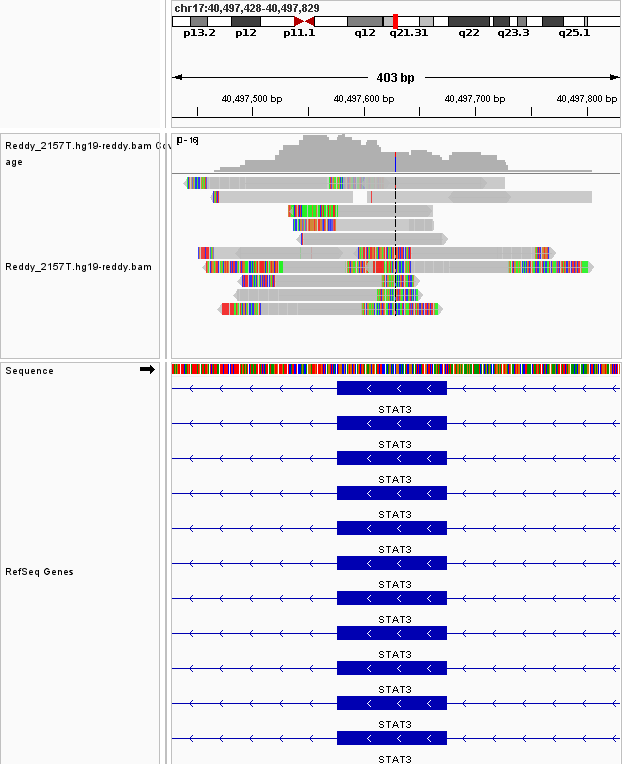 chr17:40,497,428-40,497,829
p13.2 p12 p11.1 q12 q21.31 q22 q23.3 q25.1
403 bp
40,497,500 bp 40,497,600 bp 40,497,700 bp 40,497,800 bp
Reddy_2157T.hg19-reddy.bam Cov
age
[0 - 16]
Reddy_2157T.hg19-reddy.bam
Sequence
STAT3
STAT3
STAT3
STAT3
STAT3
STAT3
RefSeq Genes
STAT3
STAT3
STAT3
STAT3
STAT3